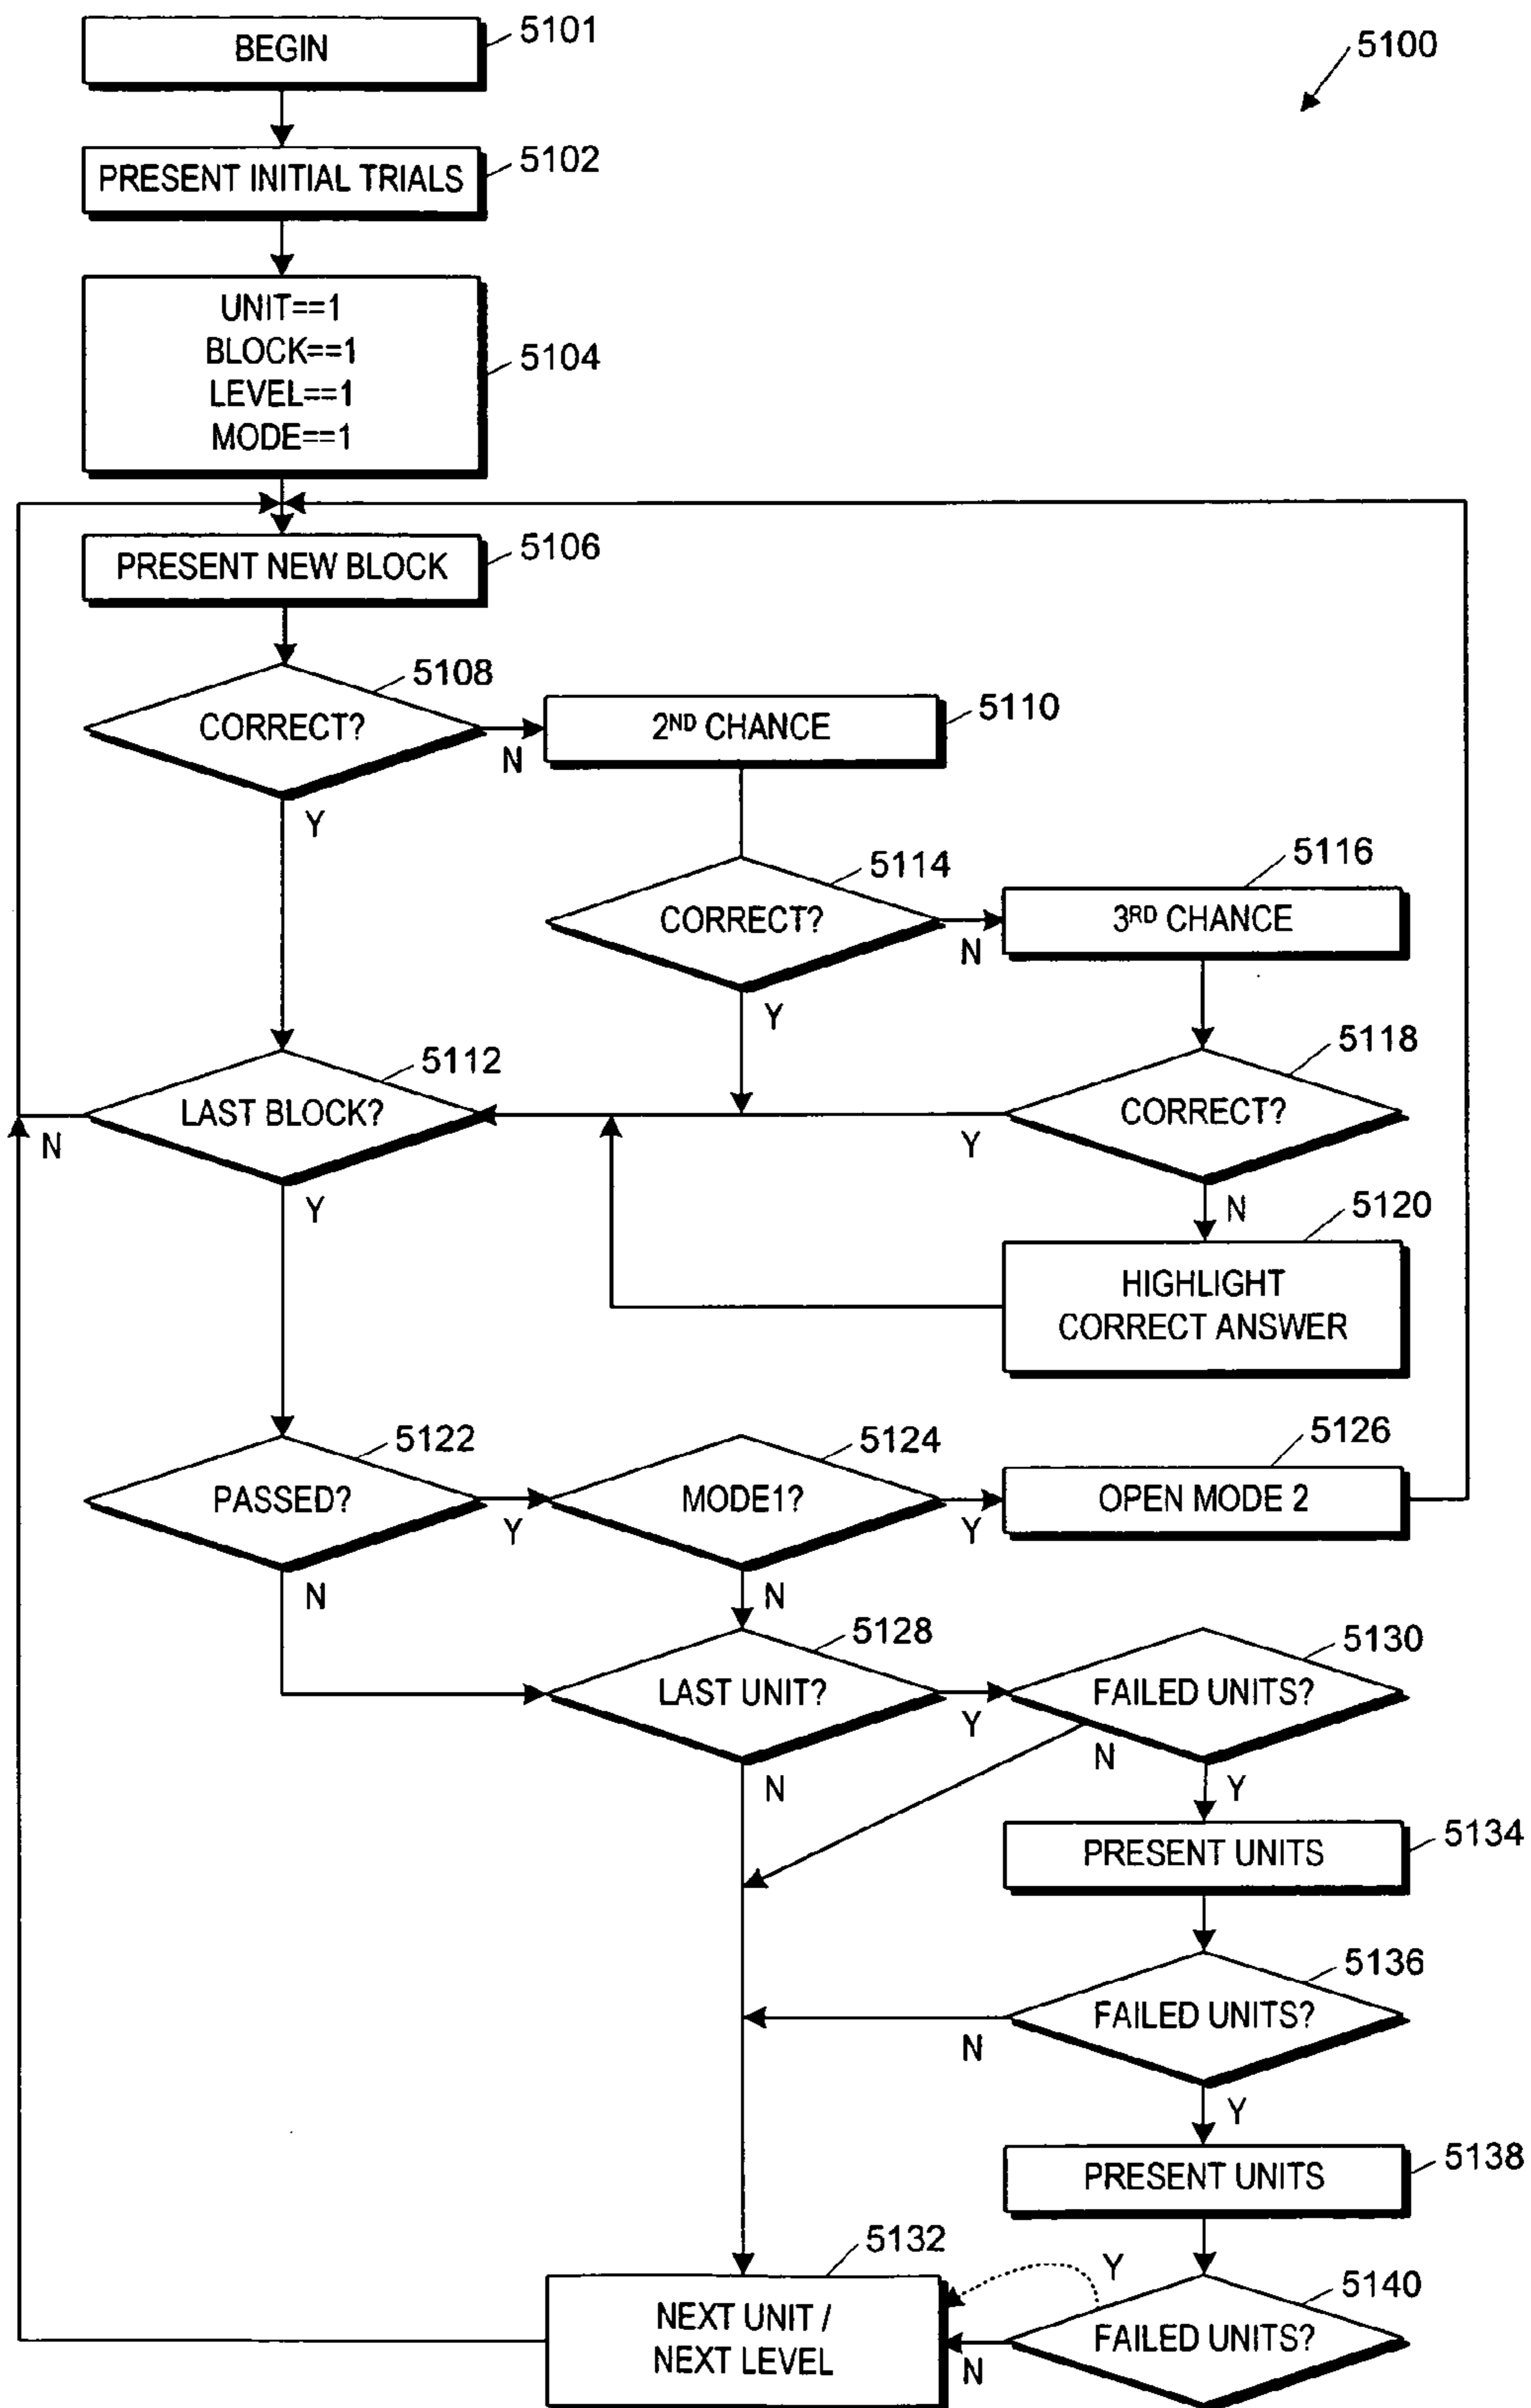 BEGIN
5101
5100
PRESENT INITIAL TRIALS
5102
UNIT==1
BLOCK==1
LEVEL==1
MODE==1
5104
PRESENT NEW BLOCK
5106
CORRECT?
5108
N
Y
2ND CHANCE
5110
CORRECT?
5114
N
Y
3RD CHANCE
5116
CORRECT?
5118
Y
N
LAST BLOCK?
5112
N
Y
HIGHLIGHT
CORRECT ANSWER
5120
PASSED?
5122
Y
N
MODE1?
5124
Y
N
OPEN MODE 2
5126
LAST UNIT?
5128
Y
N
FAILED UNITS?
5130
N
Y
PRESENT UNITS
5134
FAILED UNITS?
5136
N
Y
PRESENT UNITS
5138
NEXT UNIT /
NEXT LEVEL
5132
FAILED UNITS?
5140
Y
N